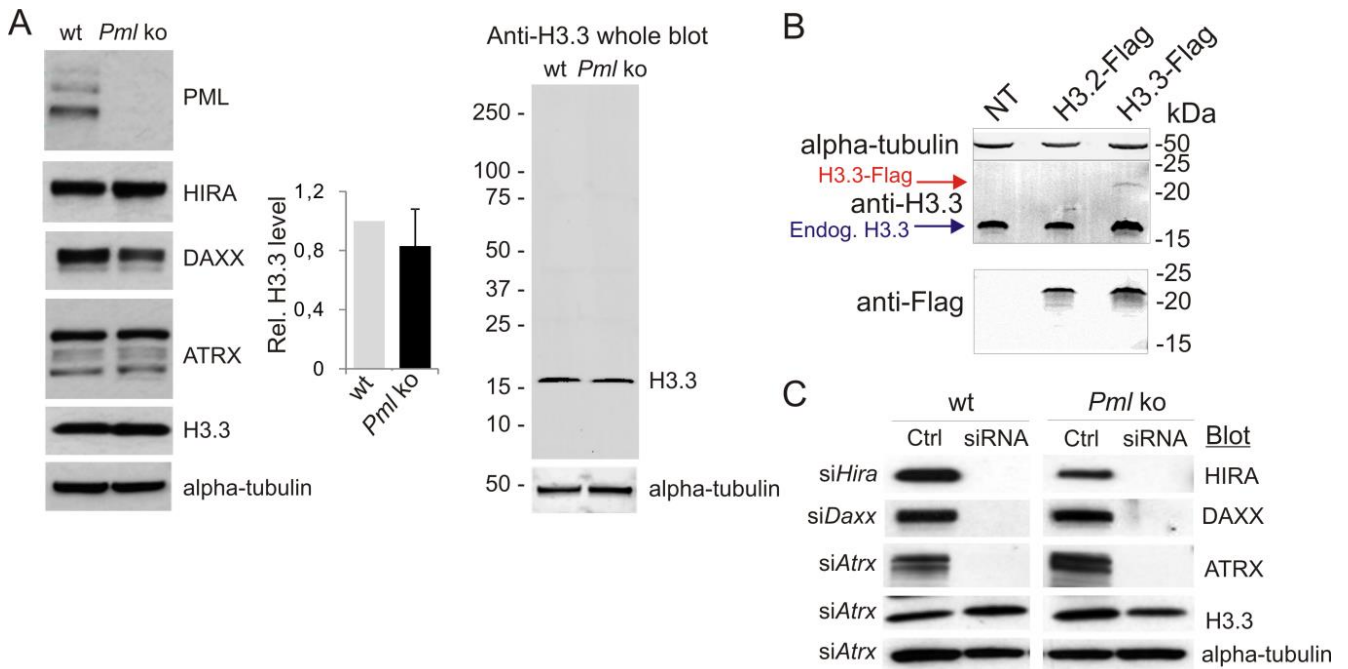 A
wt Pml ko
PML
HIRA
DAXX
ATRX
H3.3
alpha-tubulin
Rel. H3.3 level
1,2
0,8
0,4
0
wt
Pml ko
Anti-H3.3 whole blot
wt Pml ko
250 -
100 -
75 -
50 -
37 -
25 -
15 -
10 -
H3.3
50 -
alpha-tubulin
B
NT
H3.2-Flag
H3.3-Flag
kDa
alpha-tubulin
-50
-25
H3.3-Flag
-20
anti-H3.3
Endog. H3.3
-15
-25
anti-Flag
-20
-15
C
wt Pml ko
Ctrl siRNA Ctrl siRNA Blot
siHira HIRA
siDaxx DAXX
siAtrx ATRX
siAtrx H3.3
siAtrx alpha-tubulin